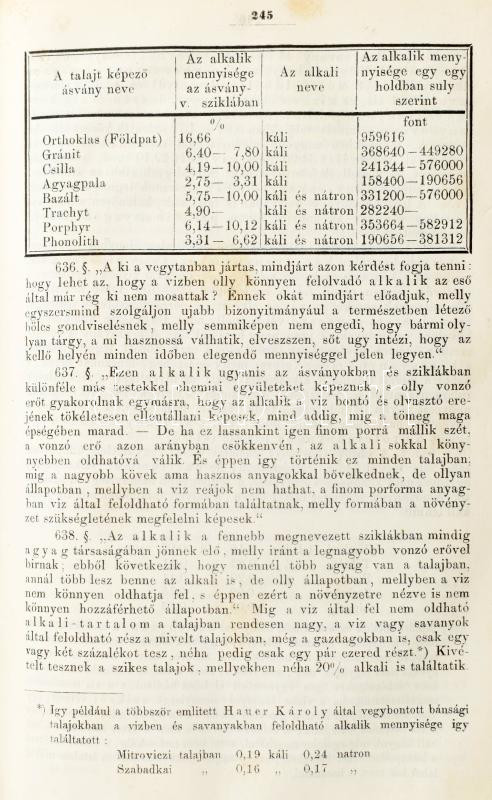 245
A talajt képező
ásvány neve
Az alkalik
mennyisége
az ásvány-
v. sziklában
Az alkali
neve
Az alkalik meny-
nyisége egy egy
holdban suly
szerint
%
font
Orthoklas (Földpat) 16,66 káli 959616
Gránit 6,40— 7,80 káli 368640—449280
Csilla 4,19—10,00 káli 241344—576000
Agyagpala 2,75— 3,31 káli 158400—190656
Bazált 5,75—10,00 káli és nátron 331200—576000
Trachyt 4,90— káli és nátron 282240—
Porphyr 6,14—10,12 káli és nátron 353664—582912
Phonolith 3,31— 6,62 káli és nátron 190656—381312
636. §. „A ki a vegytanban jártas, mindjárt azon kérdést fogja tenni:
hogy lehet az, hogy a vizben olly könnyen felolvadó alkalik az eső
által már rég ki nem mosattak? Ennek okát mindjárt előadjuk, melly
egyszersmind szolgáljon ujabb bizonyitmányául a természetben létező
bölcs gondviselésnek, melly semmiképen nem engedi, hogy bármi oly-
lyan tárgy, a mi hasznossá válhatik, elveszszen, sőt ugy intézi, hogy az
kellő helyén minden időben elegendő mennyiséggel jelen legyen.“
637. §. „Ezen alkalik ugyanis az ásványokban és sziklákban
különféle más testekkel chemiai együleteket képeznek, s olly vonzó
erőt gyakorolnak egymásra, hogy az alkalik a viz bontó és olvasztó ere-
jének tökéletesen ellentállani képesek, mind addig, mig a tömeg maga
épségében marad. — De ha ez lassankint igen finom porrá mállik szét,
a vonzó erő azon arányban csökkenvén, az alkali sokkal köny-
nyebben oldhatóvá válik. És éppen igy történik ez minden talajban,
mig a nagyobb kövek ama hasznos anyagokkal bővelkednek, de ollyan
állapotban, mellyben a viz reájok nem hathat, a finom porforma anyag-
ban viz által feloldható formában találtatnak, melly formában a növény-
zet szükségletének megfelelni képesek.“
638. §. „Az alkalik a fennebb megnevezett sziklákban mindig
agyag társaságában jönnek elő, melly iránt a legnagyobb vonzó erővel
birnak; ebből következik, hogy mennél több agyag van a talajban,
annál több lesz benne az alkali is, de olly állapotban, mellyben a viz
nem könnyen oldhatja fel, s éppen ezért a növényzetre nézve is nem
könnyen hozzáférhető állapotban.“ Mig a viz által fel nem oldható
alkali-tartalom a talajban rendesen nagy, a viz vagy savanyok
által feloldható rész a mivelt talajokban, még a gazdagokban is, csak egy
vagy két százalékot tesz, néha pedig csak egy pár ezered részt.*) Kivé-
telt tesznek a szikes talajok, mellyekben néha 20% alkali is találtatik
*) Igy például a többször emlitett Hauer Károly által vegybontott bánsági
talajokban a vizben és savanyakban feloldható alkalik mennyisége igy
találtatott:
Mitroviczi talajban 0,19 káli 0,24 natron
Szabadkai „ 0,16 „ 0,17 „